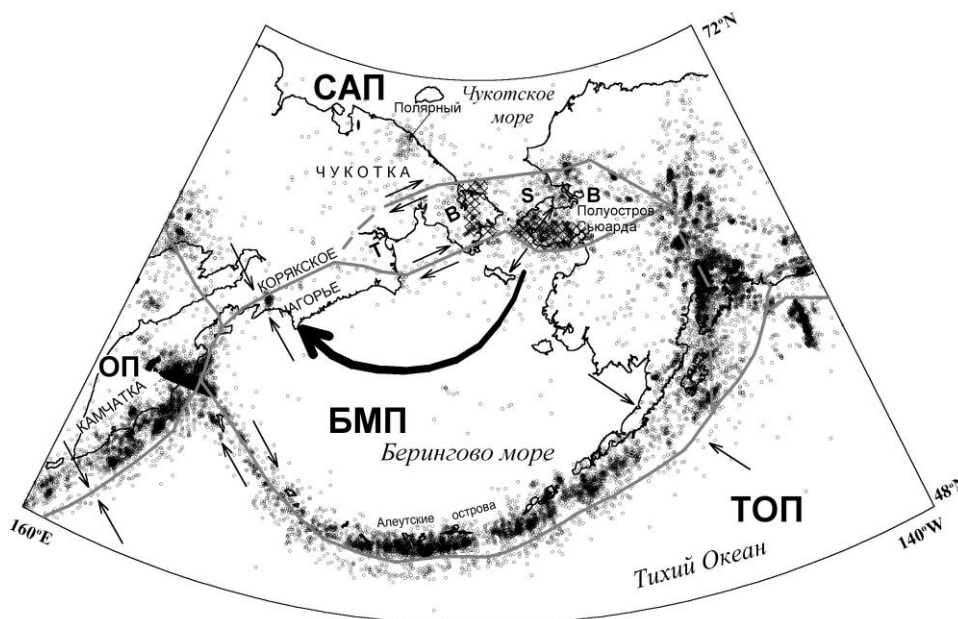 72°N
САП
Чукотское
море
Полярный
ЧУКОТКА
B
S
B
Полуостров
Сьюарда
T
КОРЯКСКОЕ
НАГОРЬЕ
ОП
КАМЧАТКА
БМП
Берингово море
ТОП
48°N
160°E
Алеутские острова
140°W
Тихий Океан